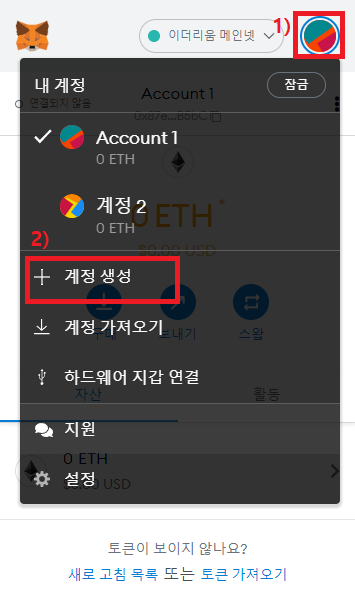 1)
이더리움 메인넷
내 계정
잠금
연결되지 않음
Account 1
0x87e...B5bC
Account 1
0 ETH
계정 2
0 ETH
0 ETH
$0.00 USD
2)
계정 생성
구매
보내기
스왑
계정 가져오기
하드웨어 지갑 연결
자산
활동
지원
0 ETH
$0.00 USD
설정
토큰이 보이지 않나요?
새로 고침 목록 또는 토큰 가져오기